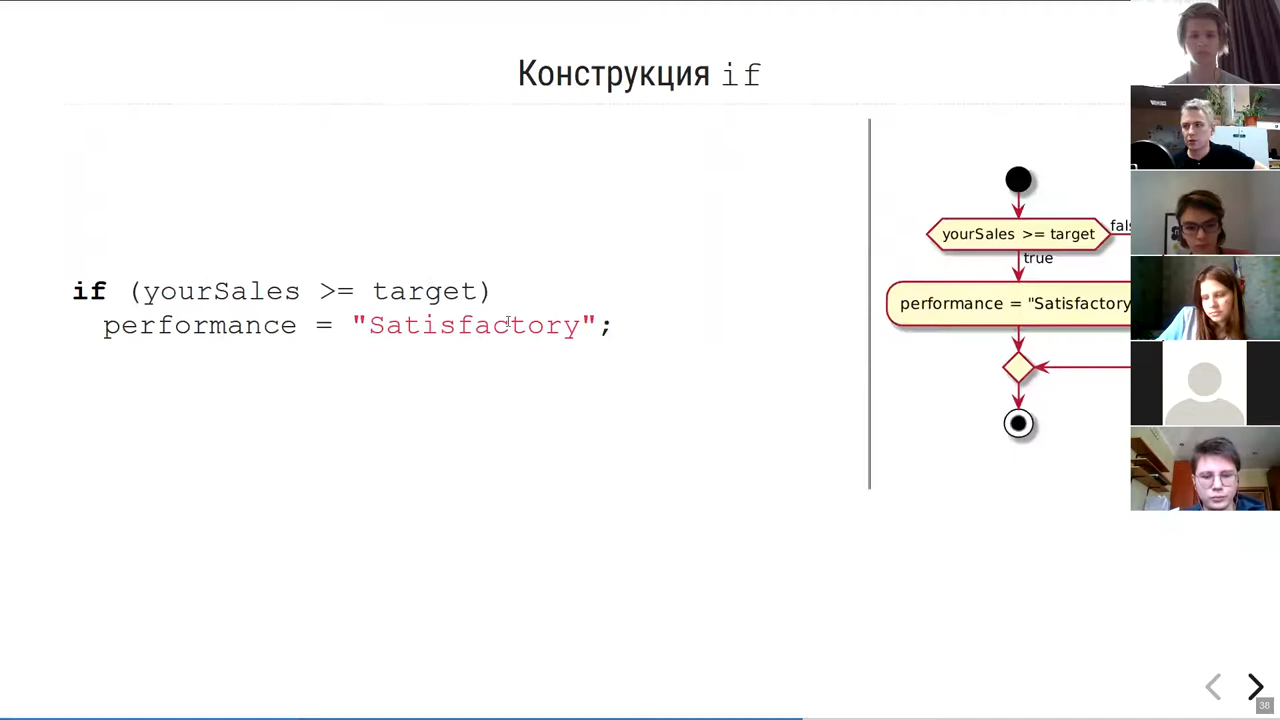 Конструкция if
if (yourSales >= target)
performance = "Satisfactory";
yourSales >= target
true
performance = "Satisfactory
38